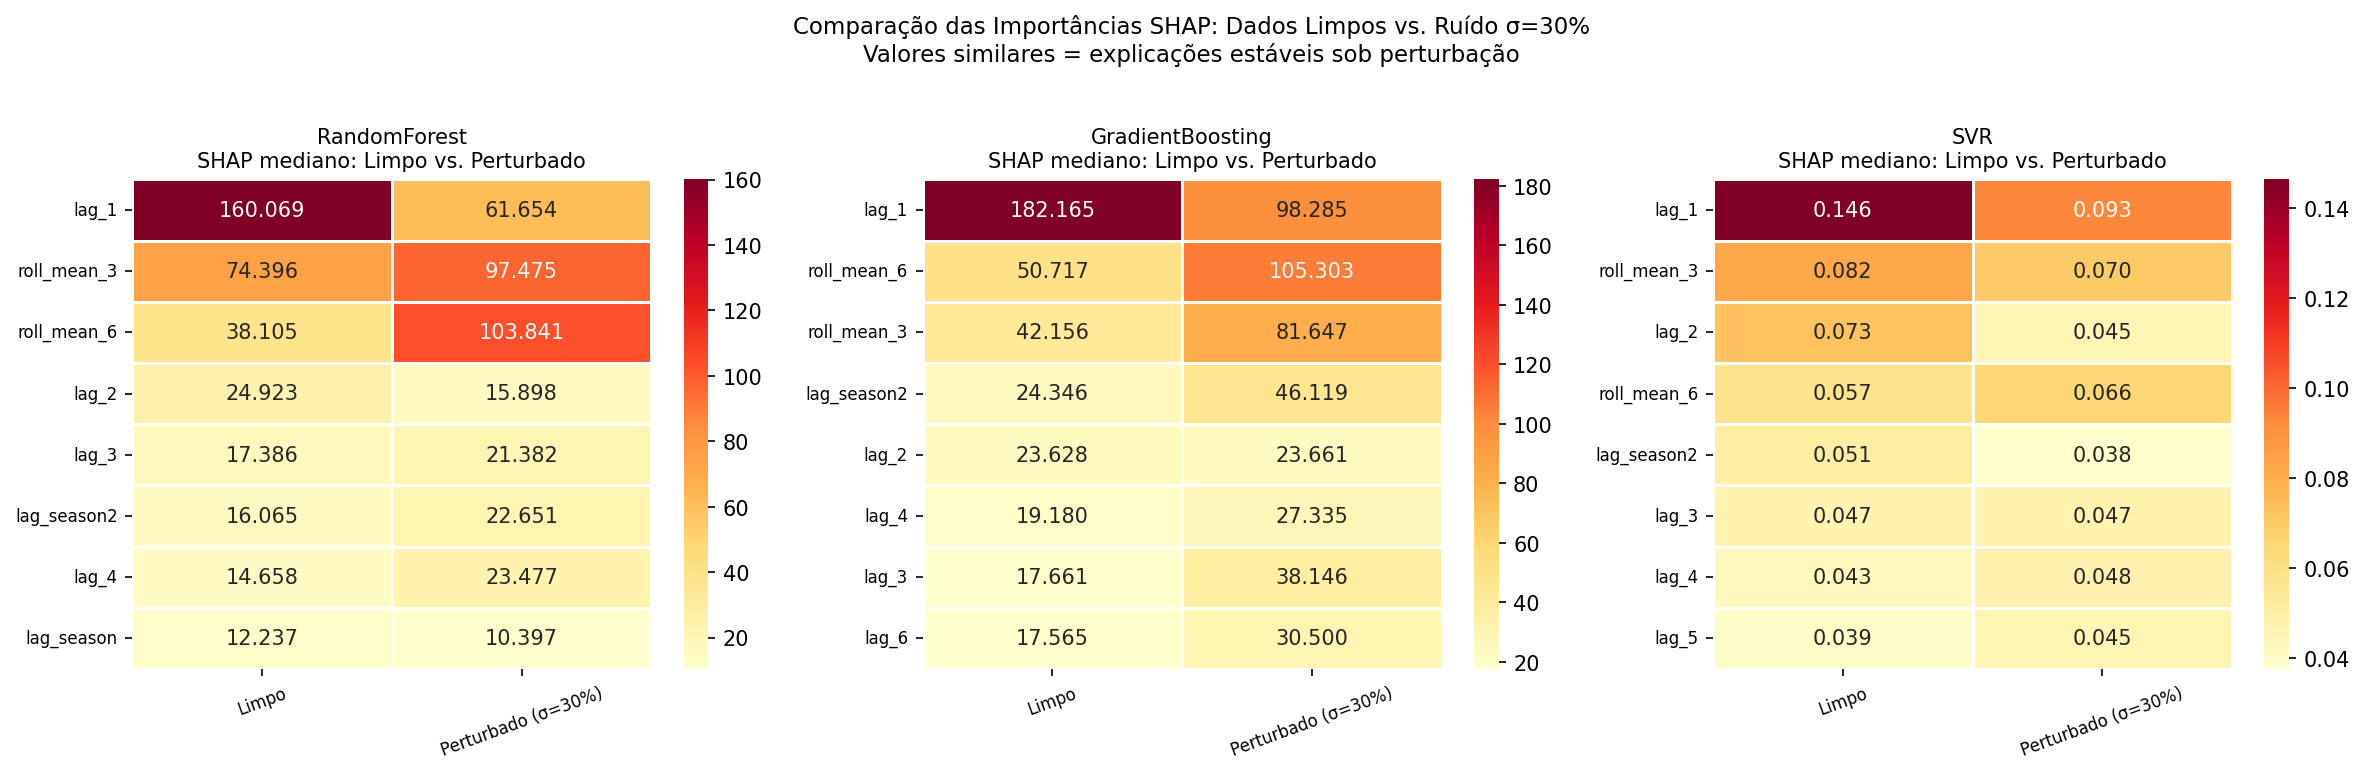 Comparação das Importâncias SHAP: Dados Limpos vs. Ruído σ=30%
Valores similares = explicações estáveis sob perturbação
RandomForest
SHAP mediano: Limpo vs. Perturbado
lag_1 160.069 61.654
roll_mean_3 74.396 97.475
roll_mean_6 38.105 103.841
lag_2 24.923 15.898
lag_3 17.386 21.382
lag_season2 16.065 22.651
lag_4 14.658 23.477
lag_season 12.237 10.397
Limpo Perturbado (σ=30%)
160
140
120
100
80
60
40
20
GradientBoosting
SHAP mediano: Limpo vs. Perturbado
lag_1 182.165 98.285
roll_mean_6 50.717 105.303
roll_mean_3 42.156 81.647
lag_season2 24.346 46.119
lag_2 23.628 23.661
lag_4 19.180 27.335
lag_3 17.661 38.146
lag_6 17.565 30.500
Limpo Perturbado (σ=30%)
180
160
140
120
100
80
60
40
20
SVR
SHAP mediano: Limpo vs. Perturbado
lag_1 0.146 0.093
roll_mean_3 0.082 0.070
lag_2 0.073 0.045
roll_mean_6 0.057 0.066
lag_season2 0.051 0.038
lag_3 0.047 0.047
lag_4 0.043 0.048
lag_5 0.039 0.045
Limpo Perturbado (σ=30%)
0.14
0.12
0.10
0.08
0.06
0.04